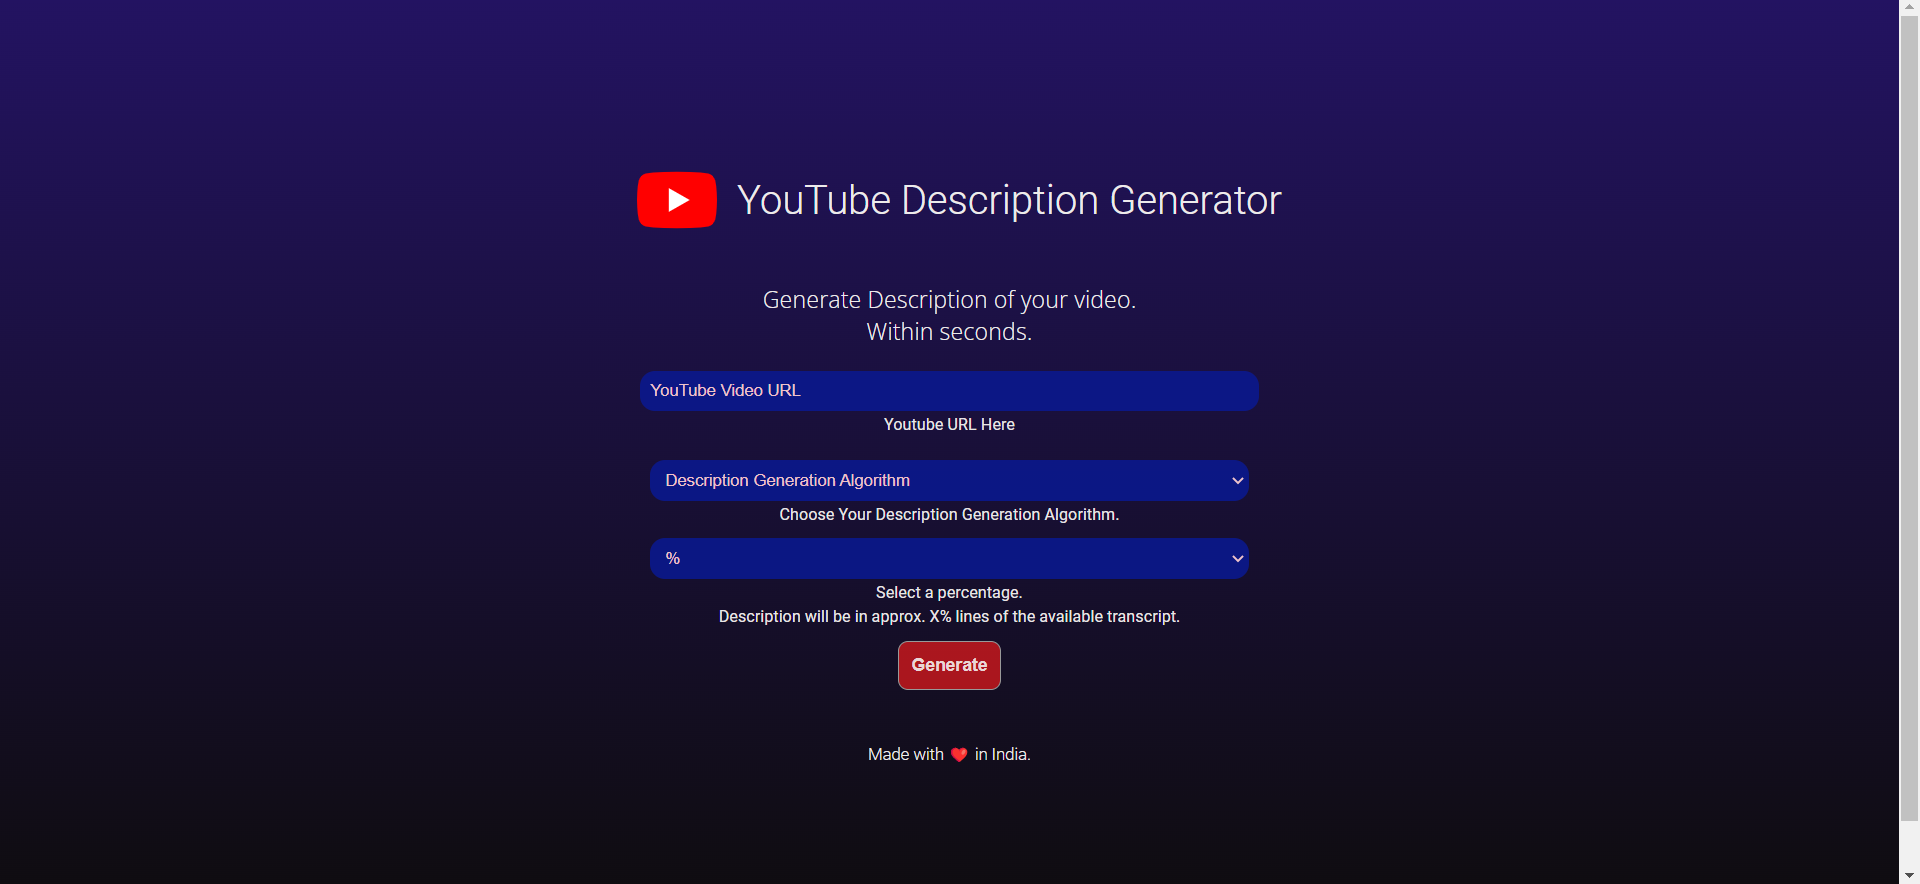 YouTube Description Generator
Generate Description of your video.
Within seconds.
YouTube Video URL
Youtube URL Here
Description Generation Algorithm
Choose Your Description Generation Algorithm.
%
Select a percentage.
Description will be in approx. X% lines of the available transcript.
Generate
Made with ❤️ in India.